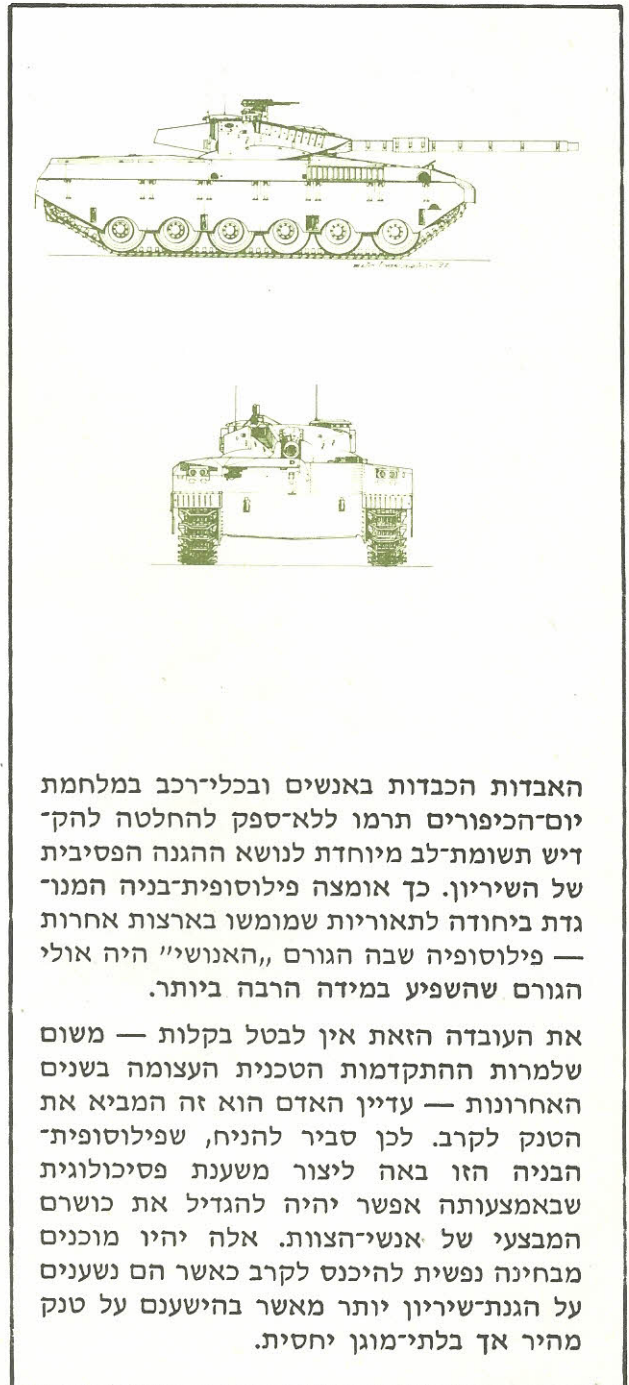 האבדות הכבדות באנשים ובכלי־רכב במלחמת
יום־הכיפורים תרמו ללא־ספק להחלטה להק־
דיש תשומת־לב מיוחדת לנושא ההגנה הפסיבית
של השיריון. כך אומצה פילוסופית־בניה המנו־
גדת ביחודה לתאוריות שמומשו בארצות אחרות
— פילוסופיה שבה הגורם „האנושי״ היה אולי
הגורם שהשפיע במידה הרבה ביותר.
את העובדה הזאת אין לבטל בקלות — משום
שלמרות ההתקדמות הטכנית העצומה בשנים
האחרונות — עדיין האדם הוא זה המביא את
הטנק לקרב. לכן סביר להניח, שפילוסופית־
הבניה הזו באה ליצור משענת פסיכולוגית
שבאמצעותה אפשר יהיה להגדיל את כושרם
המבצעי של אנשי־הצוות. אלה יהיו מוכנים
מבחינה נפשית להיכנס לקרב כאשר הם נשענים
על הגנת־שיריון יותר מאשר בהישענם על טנק
מהיר אך בלתי־מוגן יחסית.